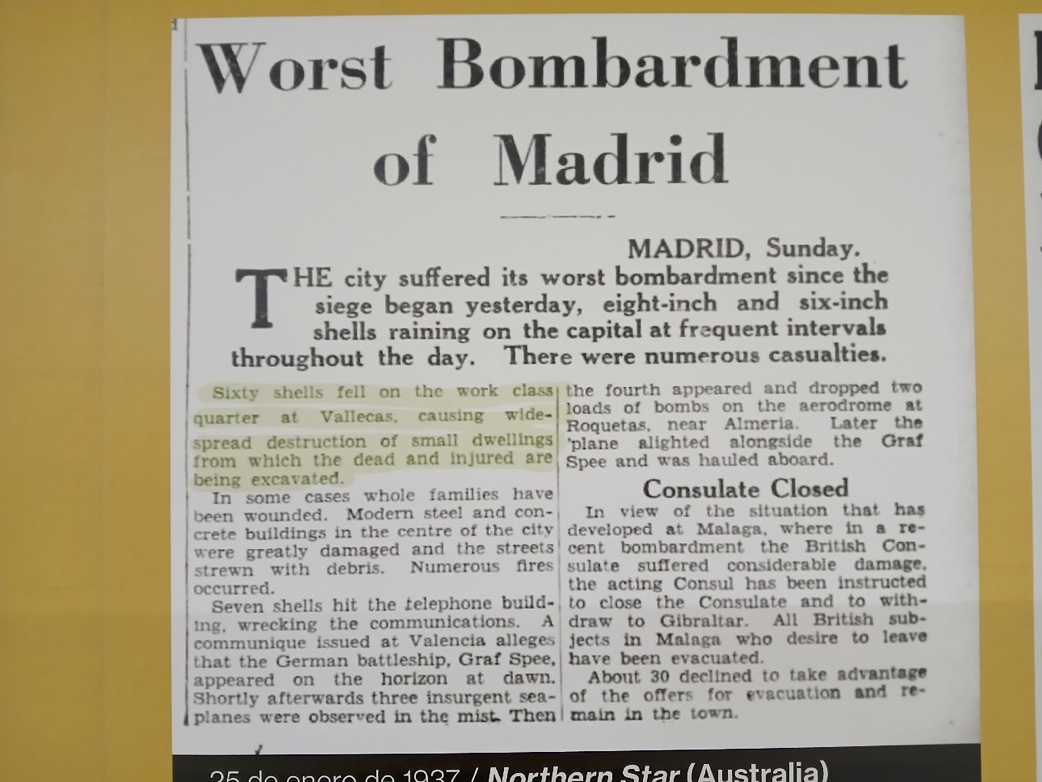 Worst Bombardment
of Madrid
MADRID, Sunday.
THE city suffered its worst bombardment since the
siege began yesterday, eight-inch and six-inch
shells raining on the capital at frequent intervals
throughout the day. There were numerous casualties.
Sixty shells fell on the work class
quarter at Vallecas, causing wide-
spread destruction of small dwellings
from which the dead and injured are
being excavated.
In some cases whole families have
been wounded. Modern steel and con-
crete buildings in the centre of the city
were greatly damaged and the streets
strewn with debris. Numerous fires
occurred.
Seven shells hit the telephone build-
ing, wrecking the communications. A
communique issued at Valencia alleges
that the German battleship, Graf Spee,
appeared on the horizon at dawn.
Shortly afterwards three insurgent sea-
planes were observed in the mist. Then
the fourth appeared and dropped two
loads of bombs on the aerodrome at
Roquetas, near Almeria. Later the
'plane alighted alongside the Graf
Spee and was hauled aboard.
Consulate Closed
In view of the situation that has
developed at Malaga, where in a re-
cent bombardment the British Con-
sulate suffered considerable damage,
the acting Consul has been instructed
to close the Consulate and to with-
draw to Gibraltar. All British sub-
jects in Malaga who desire to leave
have been evacuated.
About 30 declined to take advantage
of the offers for evacuation and re-
main in the town.
25 de enero de 1937 / Northern Star (Australia)